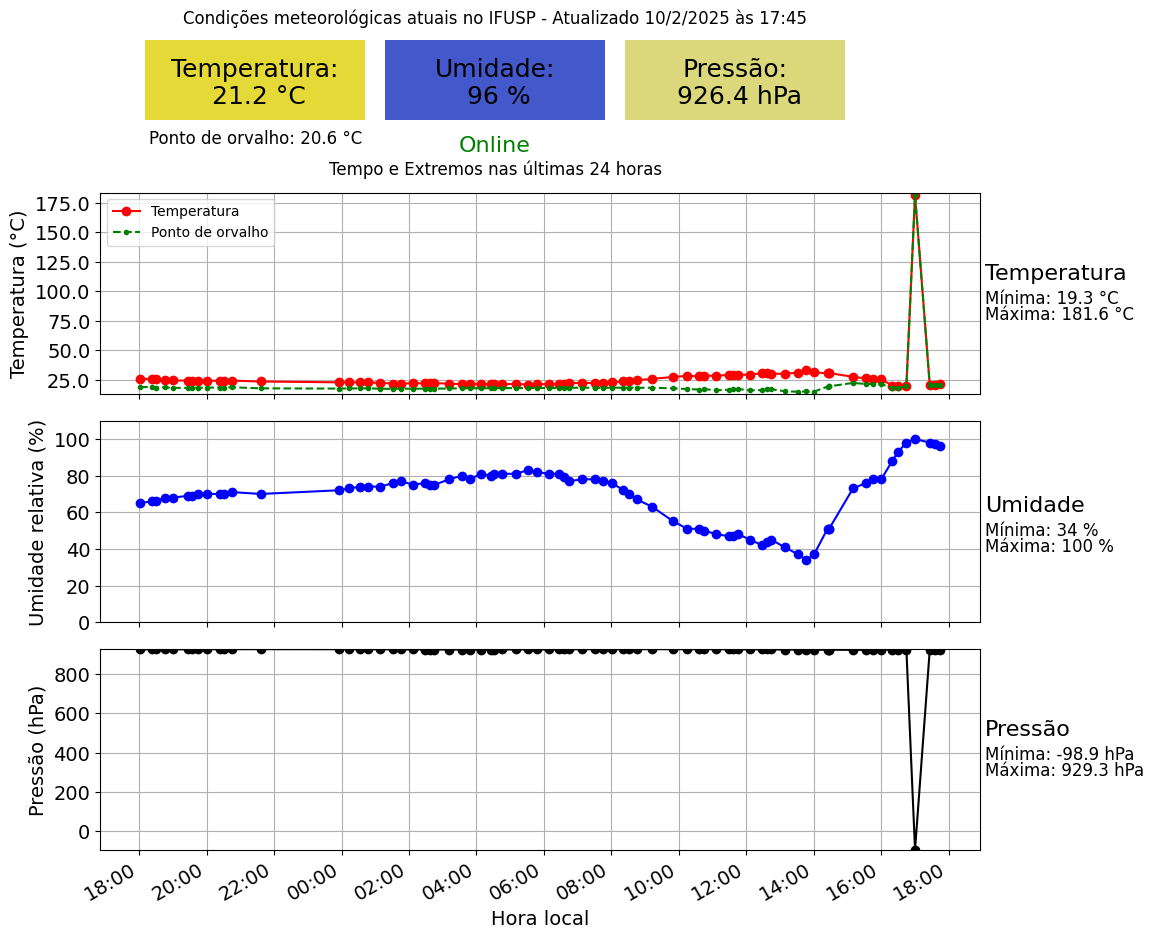 Condições meteorológicas atuais no IFUSP - Atualizado 10/2/2025 às 17:45
Temperatura:
21.2 °C
Umidade:
96 %
Pressão:
926.4 hPa
Ponto de orvalho: 20.6 °C
Online
Tempo e Extremos nas últimas 24 horas
Temperatura (°C)
175.0
150.0
125.0
100.0
75.0
50.0
25.0
Temperatura
Ponto de orvalho
Temperatura
Mínima: 19.3 °C
Máxima: 181.6 °C
Umidade relativa (%)
100
80
60
40
20
0
Umidade
Mínima: 34 %
Máxima: 100 %
Pressão (hPa)
800
600
400
200
0
Pressão
Mínima: -98.9 hPa
Máxima: 929.3 hPa
18:00 20:00 22:00 00:00 02:00 04:00 06:00 08:00 10:00 12:00 14:00 16:00 18:00
Hora local